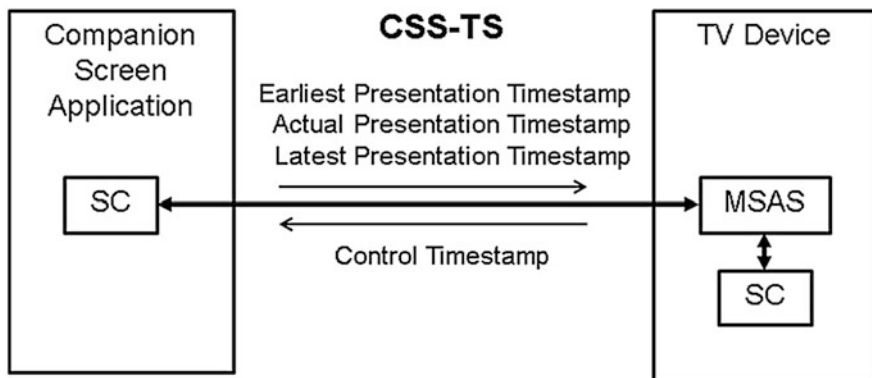 Companion
Screen
Application
SC
CSS-TS
Earliest Presentation Timestamp
Actual Presentation Timestamp
Latest Presentation Timestamp
Control Timestamp
TV Device
MSAS
SC